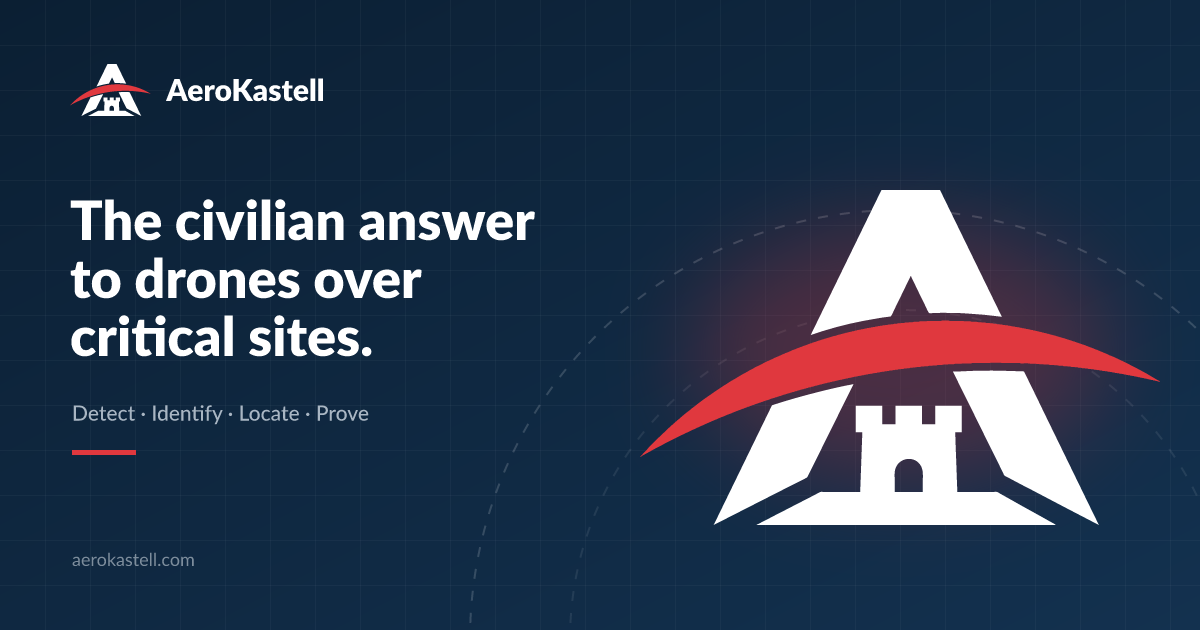 AeroKastell
The civilian answer
to drones over
critical sites.
Detect · Identify · Locate · Prove
aerokastell.com